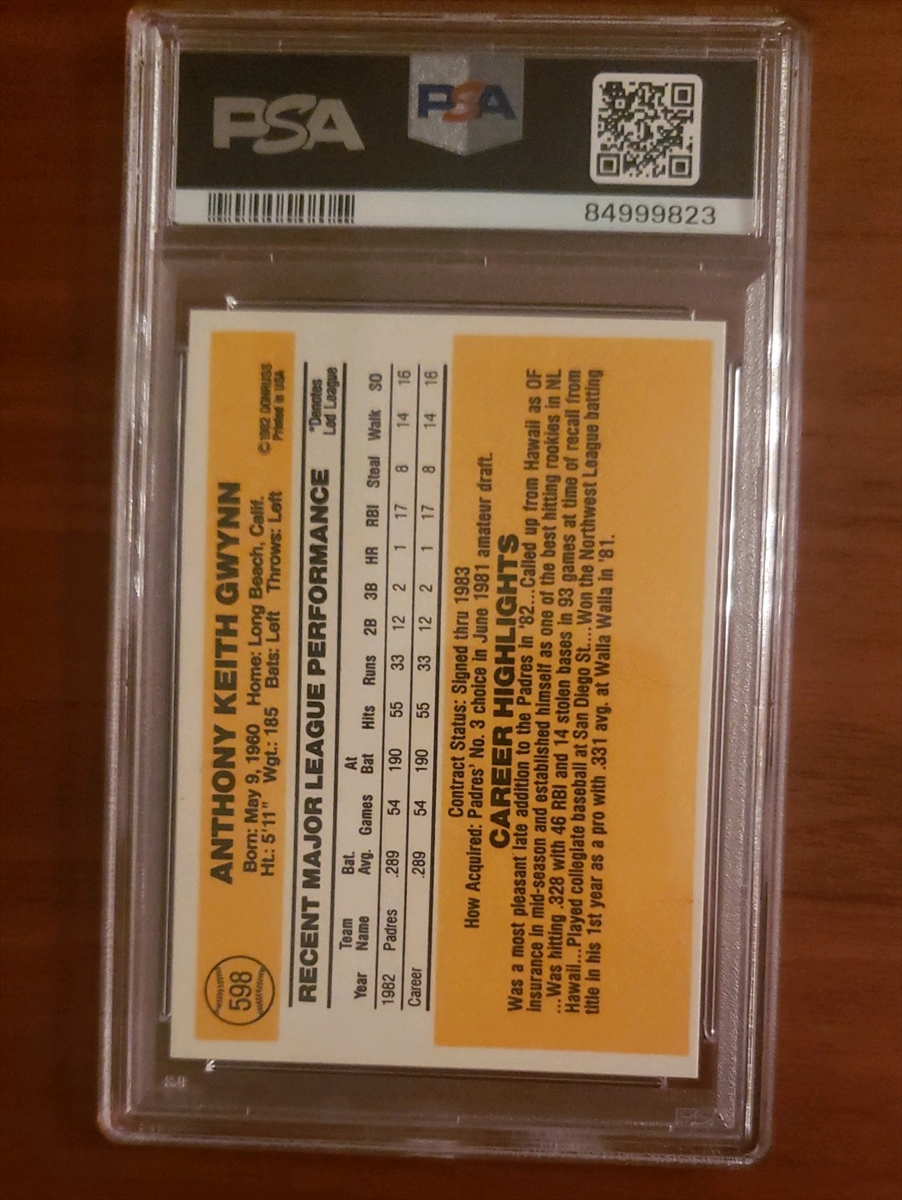 PSA
PSA
84999823
598
ANTHONY KEITH GWYNN
Born: May 9, 1960 Home: Long Beach, Calif.
Ht.: 5'11" Wgt.: 185 Bats: Left Throws: Left
©1982 DONRUSS
Printed in USA
RECENT MAJOR LEAGUE PERFORMANCE
*Denotes
Led League
Year Team Name Bat. Avg. Games At Bat Hits Runs 2B 3B HR RBI Steal Walk SO
1982 Padres .289 54 190 55 33 12 2 1 17 8 14 16
Career .289 54 190 55 33 12 2 1 17 8 14 16
Contract Status: Signed thru 1983
How Acquired: Padres' No. 3 choice in June 1981 amateur draft.
CAREER HIGHLIGHTS
Was a most pleasant late addition to the Padres in '82...Called up from Hawaii as OF
insurance in mid-season and established himself as one of the best hitting rookies in NL
...Was hitting .328 with 46 RBI and 14 stolen bases in 93 games at time of recall from
Hawaii...Played collegiate baseball at San Diego St....Won the Northwest League batting
title in his 1st year as a pro with .331 avg. at Walla Walla in '81.